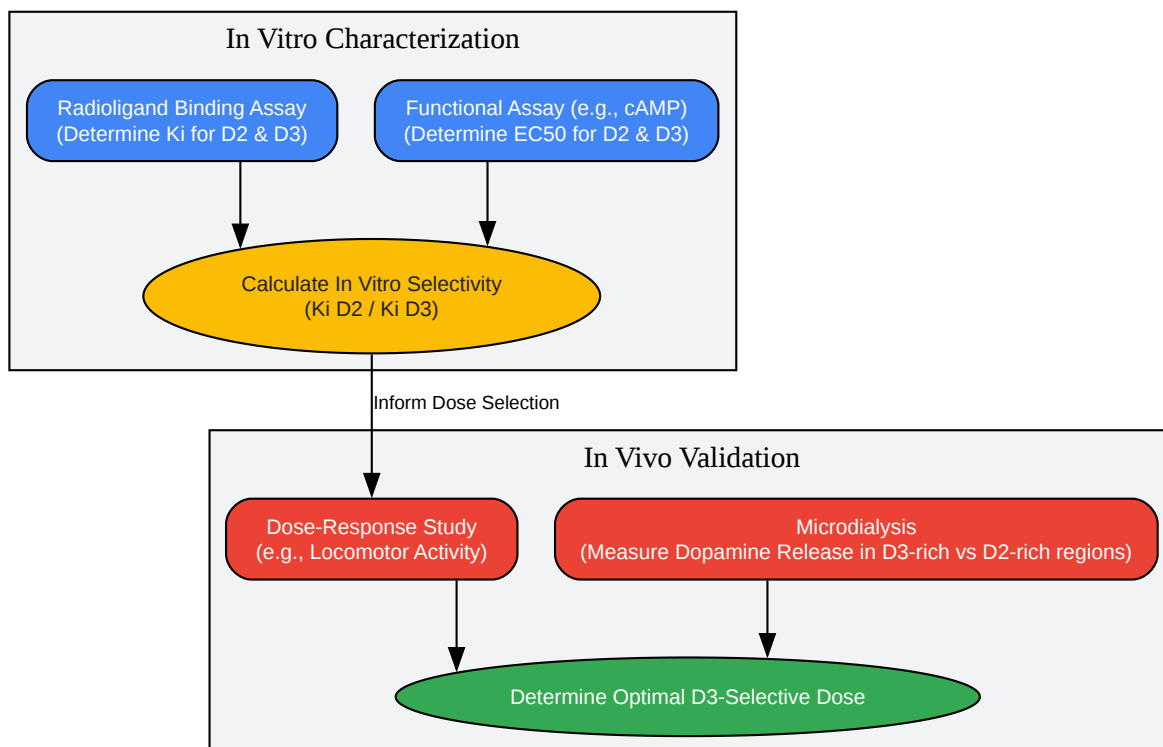 In Vitro Characterization
Radioligand Binding Assay
(Determine Ki for D2 & D3)
Functional Assay (e.g., cAMP)
(Determine EC50 for D2 & D3)
Calculate In Vitro Selectivity
(Ki D2 / Ki D3)
Inform Dose Selection
In Vivo Validation
Dose-Response Study
(e.g., Locomotor Activity)
Microdialysis
(Measure Dopamine Release in D3-rich vs D2-rich regions)
Determine Optimal D3-Selective Dose